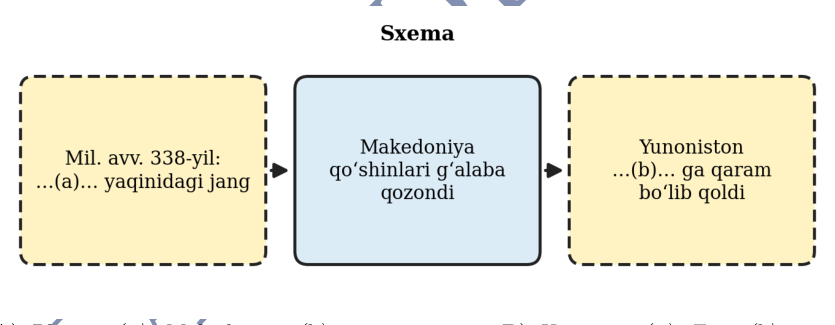 Sxema
Mil. avv. 338-yil:
...(a)... yaqinidagi jang
Makedoniya
qo‘shinlari g‘alaba
qozondi
Yunoniston
...(b)... ga qaram
bo‘lib qoldi